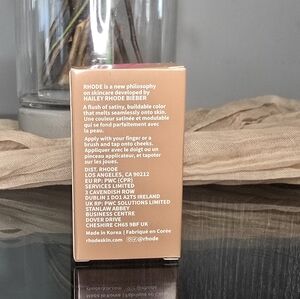 RHODE is a new philosophy
on skincare developed by
HAILEY RHODE BIEBER
A flush of satiny, buildable color
that melts seamlessly onto skin.
Une couleur satinée et modulable
qui se fond parfaitement avec
la peau.
Apply with your finger or a
brush and tap onto cheeks.
Appliquer avec le doigt ou un
pinceau applicateur, et tapoter
sur les joues.
DIST. RHODE
LOS ANGELES, CA 90212
EU RP: PWC (CPR)
SERVICES LIMITED
3 CAVENDISH ROW
DUBLIN 1 D01 A2T5 IRELAND
UK RP: PWC SOLUTIONS LIMITED
STANLAW ABBEY
BUSINESS CENTRE
DOVER DRIVE
CHESHIRE CH65 9BF UK
Made in Korea | Fabriqué en Corée
rhodeskin.com @rhode